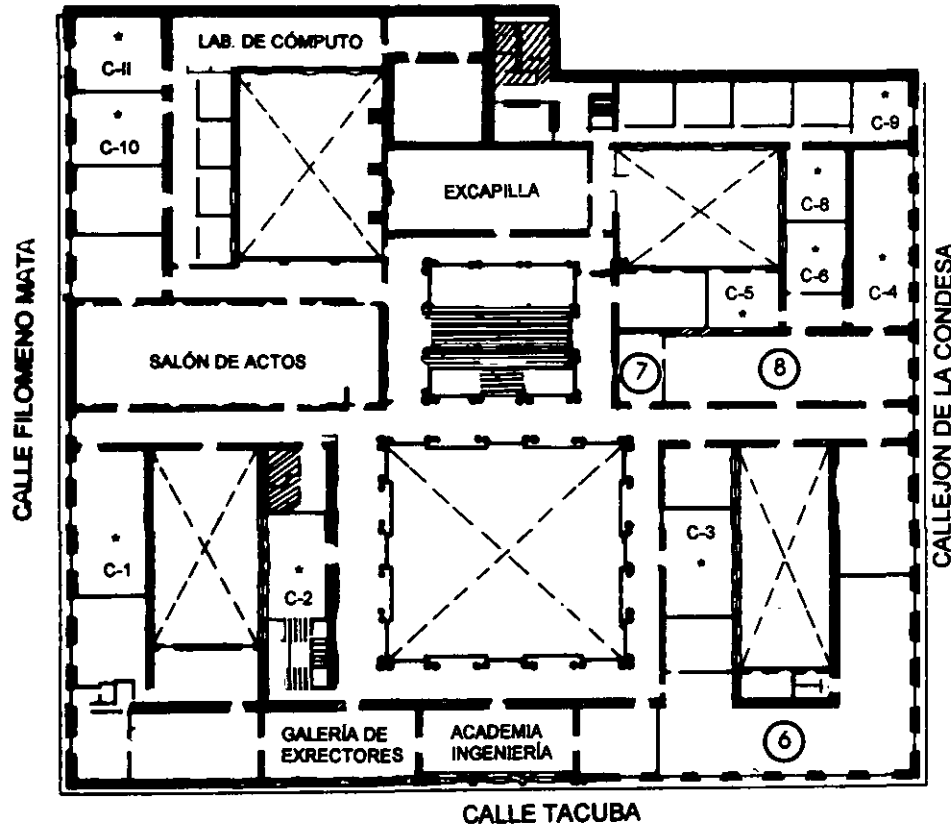 LAB. DE CÓMPUTO
C-II
C-10
C-9
EXCAPILLA
C-8
C-6
C-5
C-4
SALÓN DE ACTOS
7
8
CALLE FILOMENO MATA
CALLEJON DE LA CONDESA
C-1
C-2
C-3
GALERÍA DE
EXRECTORES
ACADEMIA
INGENIERÍA
6
CALLE TACUBA